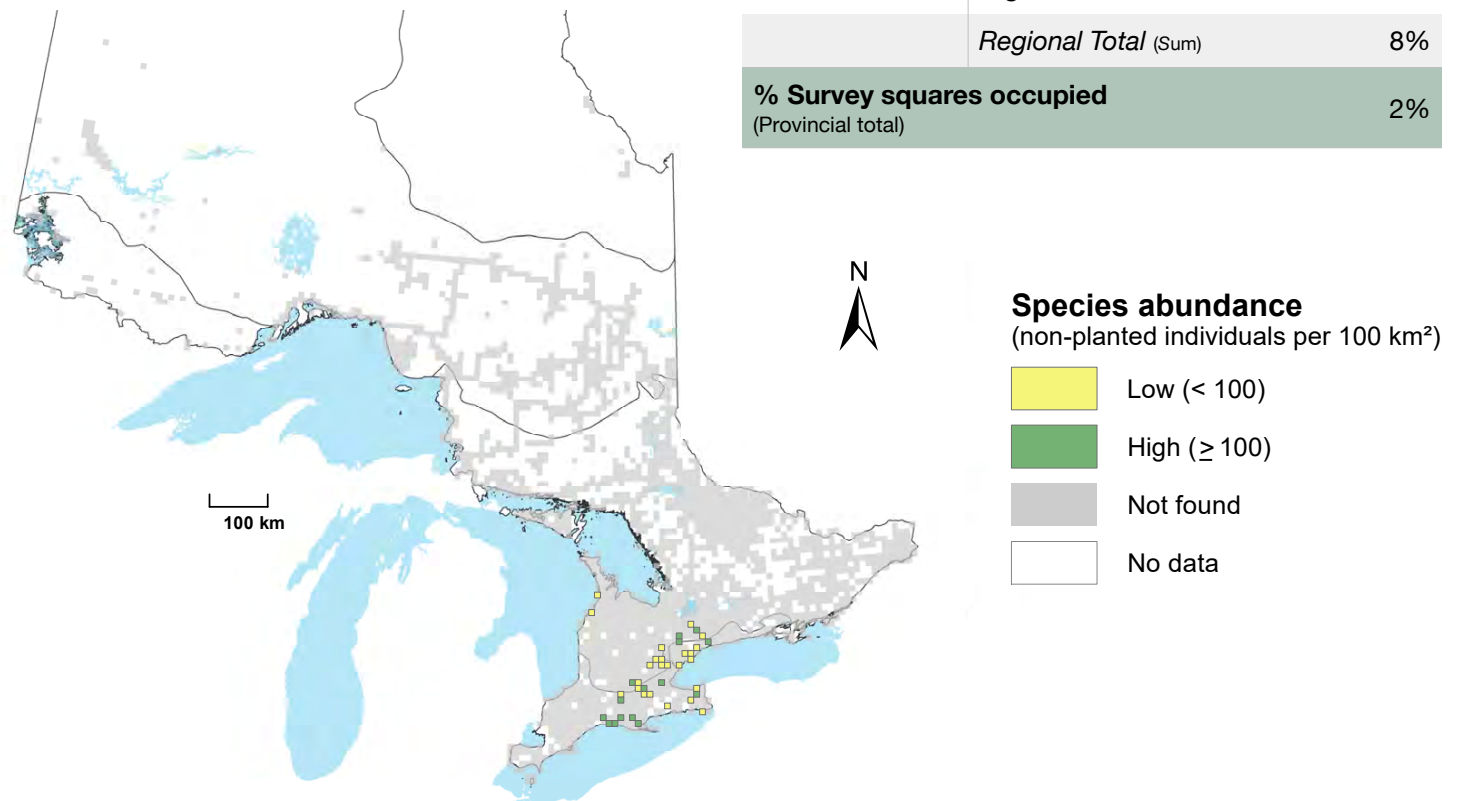 Regional Total (Sum) 8%
% Survey squares occupied 2%
(Provincial total)
N
Species abundance
(non-planted individuals per 100 km²)
Low (< 100)
High (≥ 100)
Not found
No data
100 km